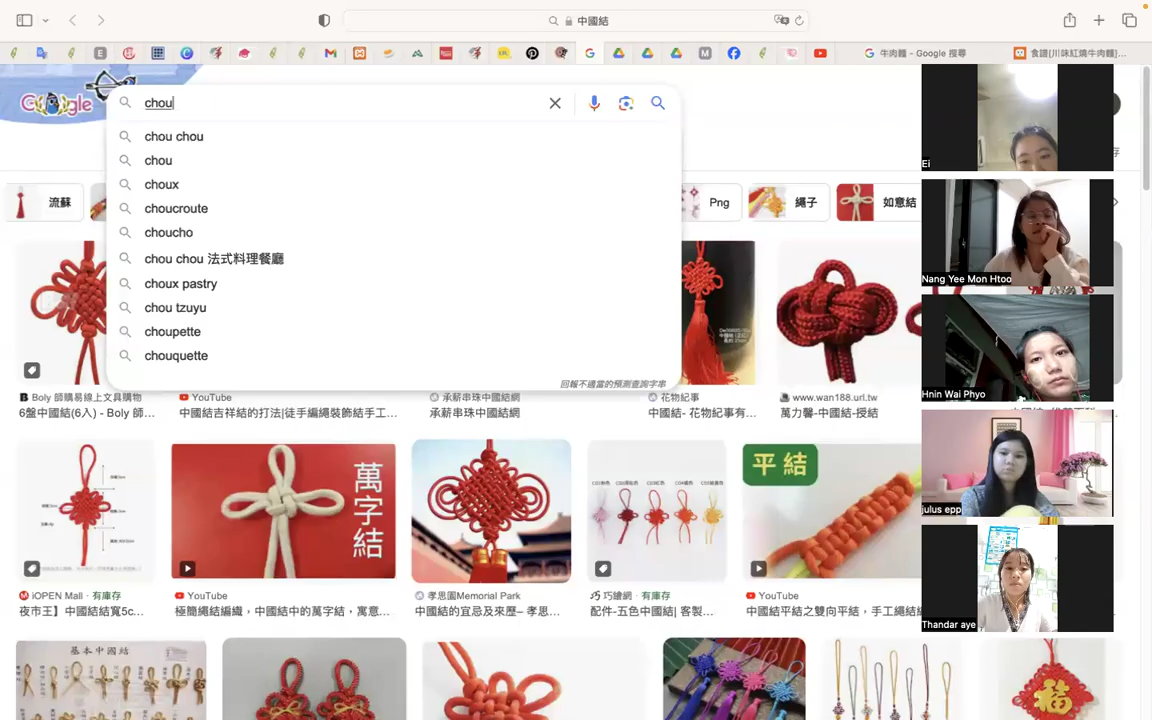 中國結
牛肉麵 - Google 搜尋
食譜(川味紅燒牛肉麵)...
Google
chou
chou chou
chou
choux
choucroute
choucho
chou chou 法式料理餐廳
choux pastry
chou tzuyu
choupette
chouquette
回報不適當的預測查詢字串
流蘇
Png
繩子
如意結
Boly 師購易線上文具購物
6盤中國結(6入) - Boly 師...
YouTube
中國結吉祥結的打法|徒手編繩裝飾結手工...
承薪串珠中國結網
承薪串珠中國結網
花物紀事
中國結- 花物紀事有...
www.wan188.url.tw
萬力馨-中國結-授結
萬字結
平結
iOPEN Mall · 有庫存
夜市王】中國結結寬5c...
YouTube
極簡繩結編織，中國結中的萬字結，寓意...
孝思園Memorial Park
中國結的宜忌及來歷– 孝思...
巧繪網 · 有庫存
配件-五色中國結| 客製...
YouTube
中國結平結之雙向平結，手工繩結
基本中國結
福
Ei
Nang Yee Mon Htoo
Hnin Wai Phyo
julus epp
Thandar aye